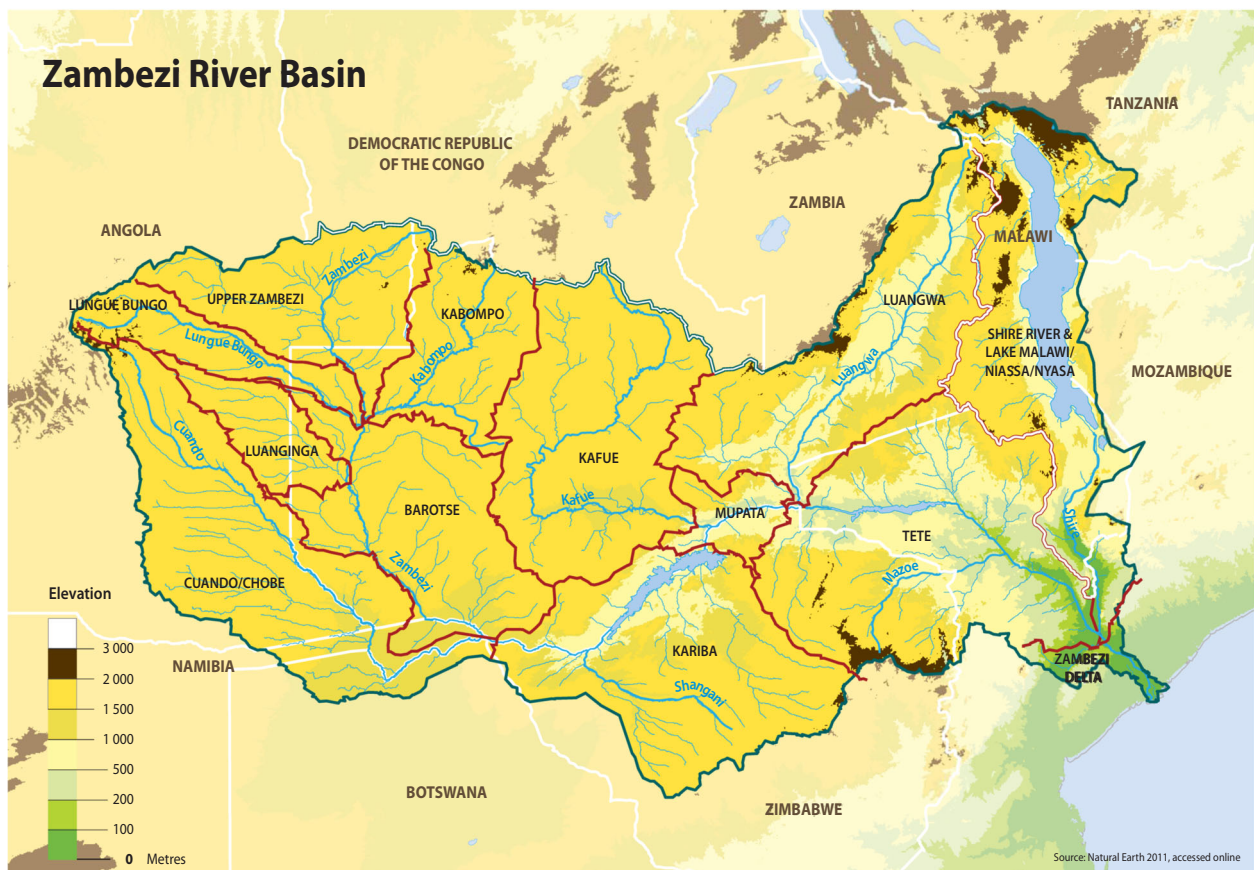 Zambezi River Basin
TANZANIA
DEMOCRATIC REPUBLIC
OF THE CONGO
ZAMBIA
ANGOLA
MALAWI
Zambezi
LUNGÚE BUNGO
UPPER ZAMBEZI
KABOMPO
LUANGWA
Lungue Bungo
Kabompo
Luangwa
SHIRE RIVER &
LAKE MALAWI/
NIASSA/NYASA
MOZAMBIQUE
Cuando
LUANGINGA
KAFUE
Kafue
BAROTSE
MUPATA
TETE
Shire
Zambezi
Mazoe
CUANDO/CHOBE
Elevation
3 000
2 000
1 500
1 000
500
200
100
0 Metres
NAMIBIA
KARIBA
Shangani
ZAMBEZI
DELTA
BOTSWANA
ZIMBABWE
Source: Natural Earth 2011, accessed online